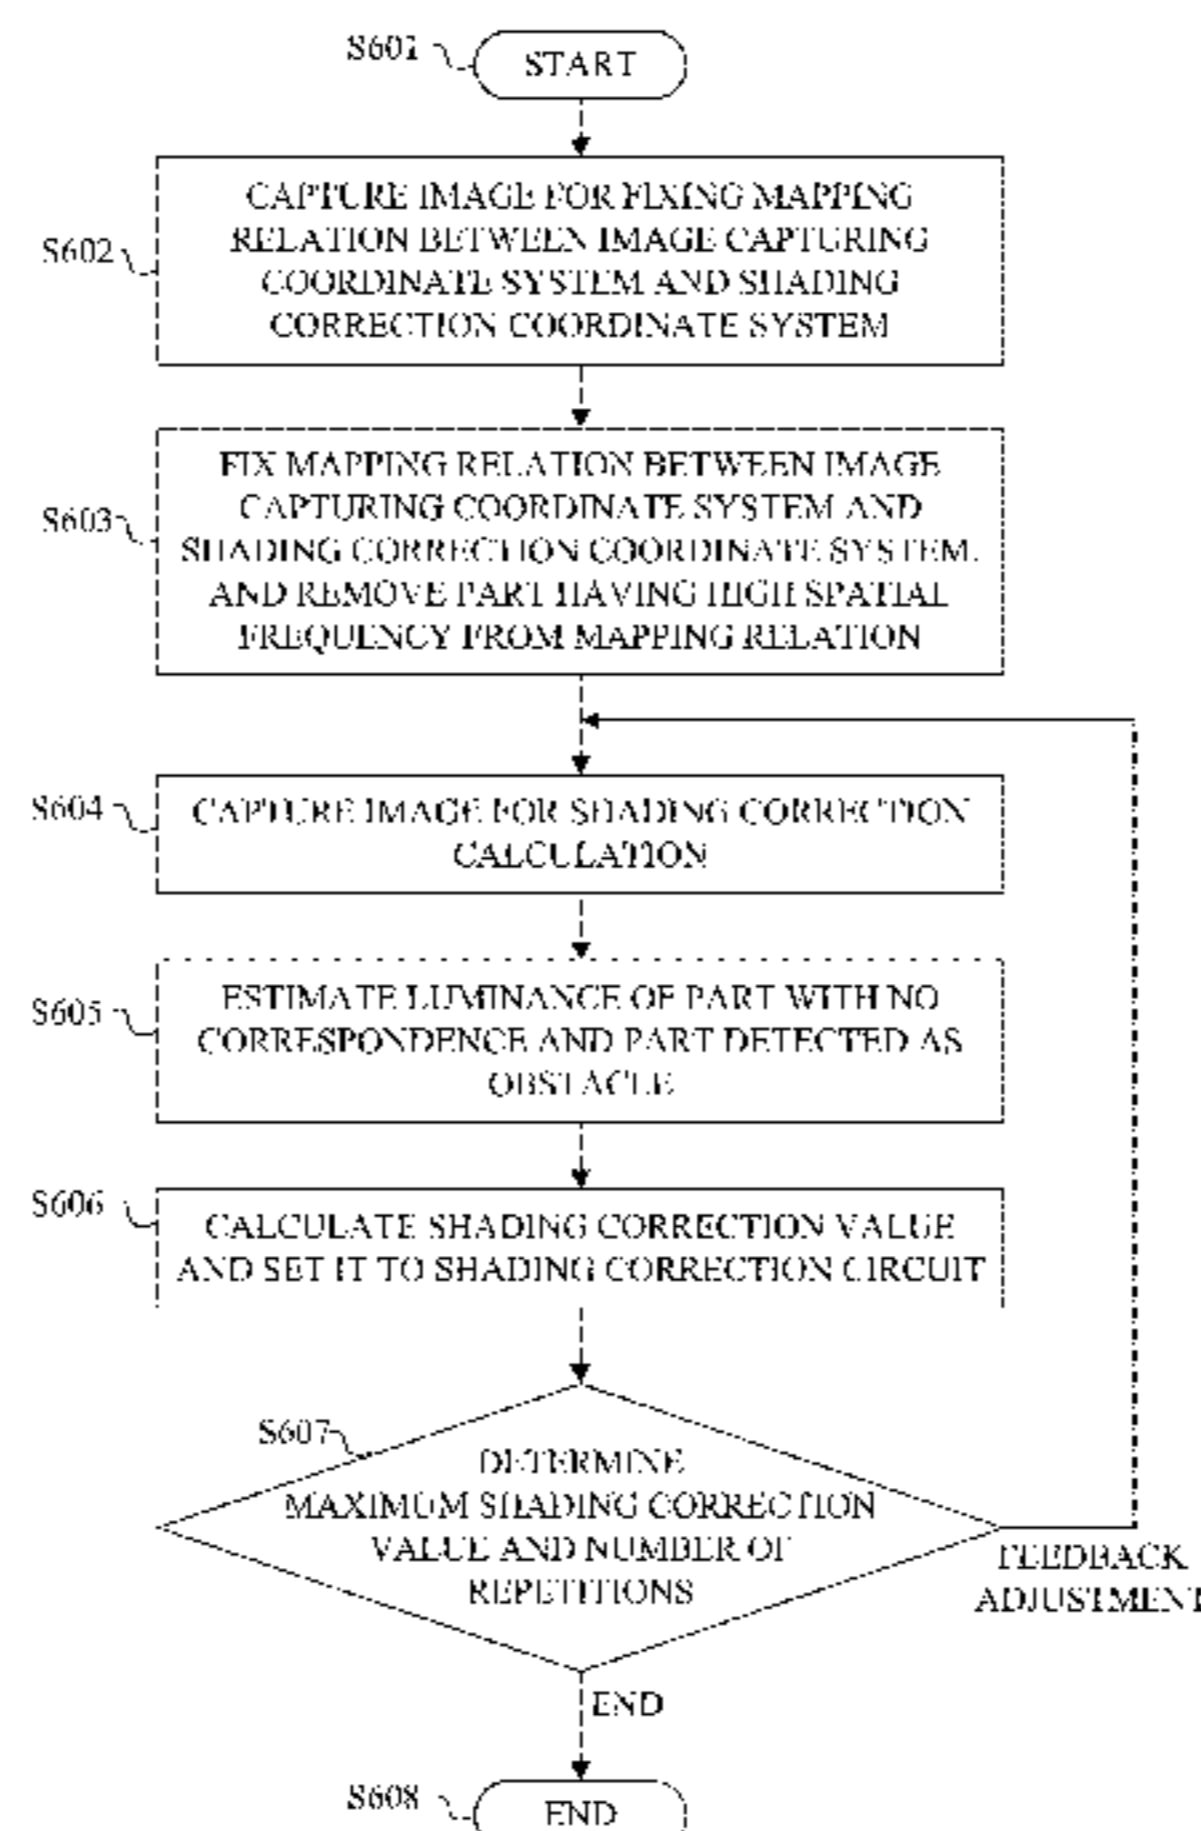 S601
START
S602
CAPTURE IMAGE FOR FIXING MAPPING
RELATION BETWEEN IMAGE CAPTURING
COORDINATE SYSTEM AND SHADING
CORRECTION COORDINATE SYSTEM
S603
FIX MAPPING RELATION BETWEEN IMAGE
CAPTURING COORDINATE SYSTEM AND
SHADING CORRECTION COORDINATE SYSTEM,
AND REMOVE PART HAVING HIGH SPATIAL
FREQUENCY FROM MAPPING RELATION
S604
CAPTURE IMAGE FOR SHADING CORRECTION
CALCULATION
S605
ESTIMATE LUMINANCE OF PART WITH NO
CORRESPONDENCE AND PART DETECTED AS
OBSTACLE
S606
CALCULATE SHADING CORRECTION VALUE
AND SET IT TO SHADING CORRECTION CIRCUIT
S607
DETERMINE
MAXIMUM SHADING CORRECTION
VALUE AND NUMBER OF
REPETITIONS
FEEDBACK
ADJUSTMENT
END
S608
END